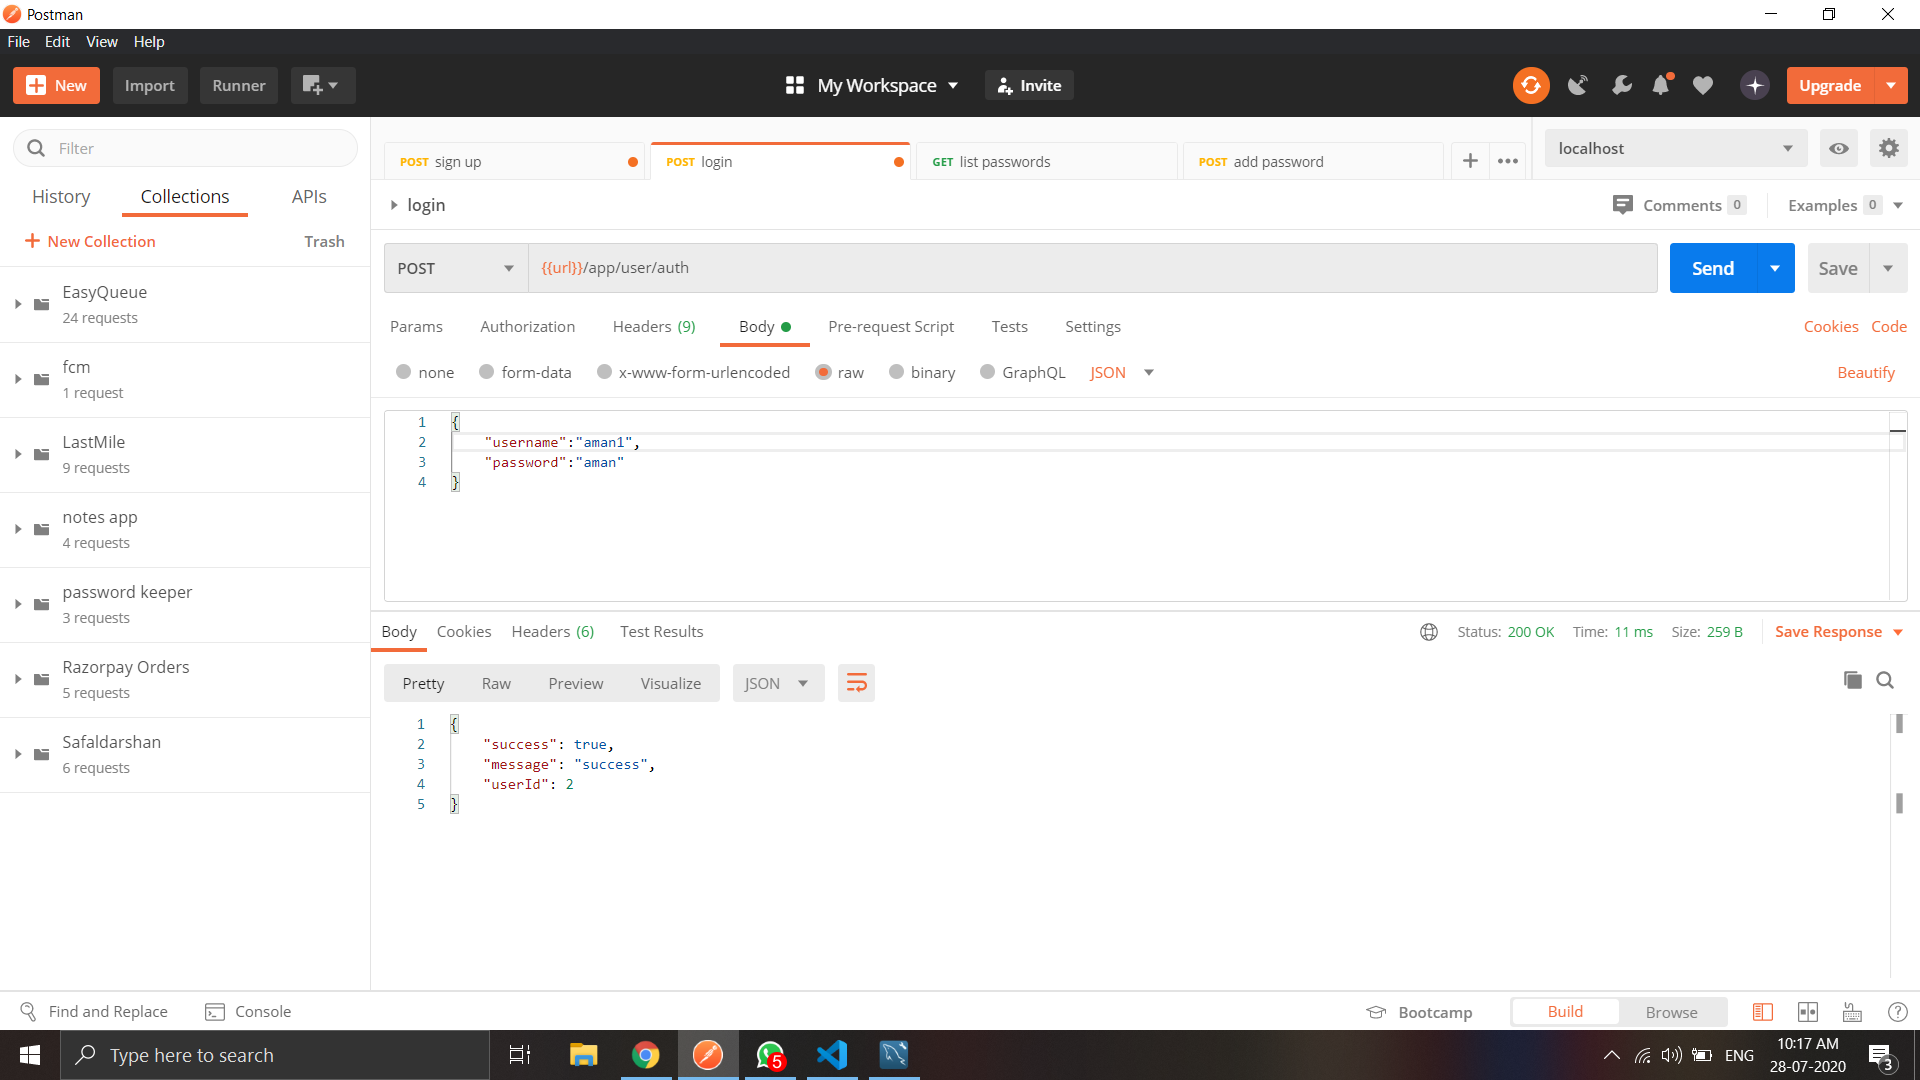 Postman
File Edit View Help
New Import Runner My Workspace Invite Upgrade
Filter
History Collections APIs
New Collection Trash
EasyQueue
24 requests
fcm
1 request
LastMile
9 requests
notes app
4 requests
password keeper
3 requests
Razorpay Orders
5 requests
Safaldarshan
6 requests
POST sign up POST login GET list passwords POST add password localhost
login Comments 0 Examples 0
POST {{url}}/app/user/auth Send Save
Params Authorization Headers (9) Body Pre-request Script Tests Settings Cookies Code
none form-data x-www-form-urlencoded raw binary GraphQL JSON Beautify
1 {
2 "username":"aman1",
3 "password":"aman"
4 }
Body Cookies Headers (6) Test Results Status: 200 OK Time: 11 ms Size: 259 B Save Response
Pretty Raw Preview Visualize JSON
1 {
2 "success": true,
3 "message": "success",
4 "userId": 2
5 }
Find and Replace Console Bootcamp Build Browse
Type here to search 5 ENG 10:17 AM
28-07-2020 3